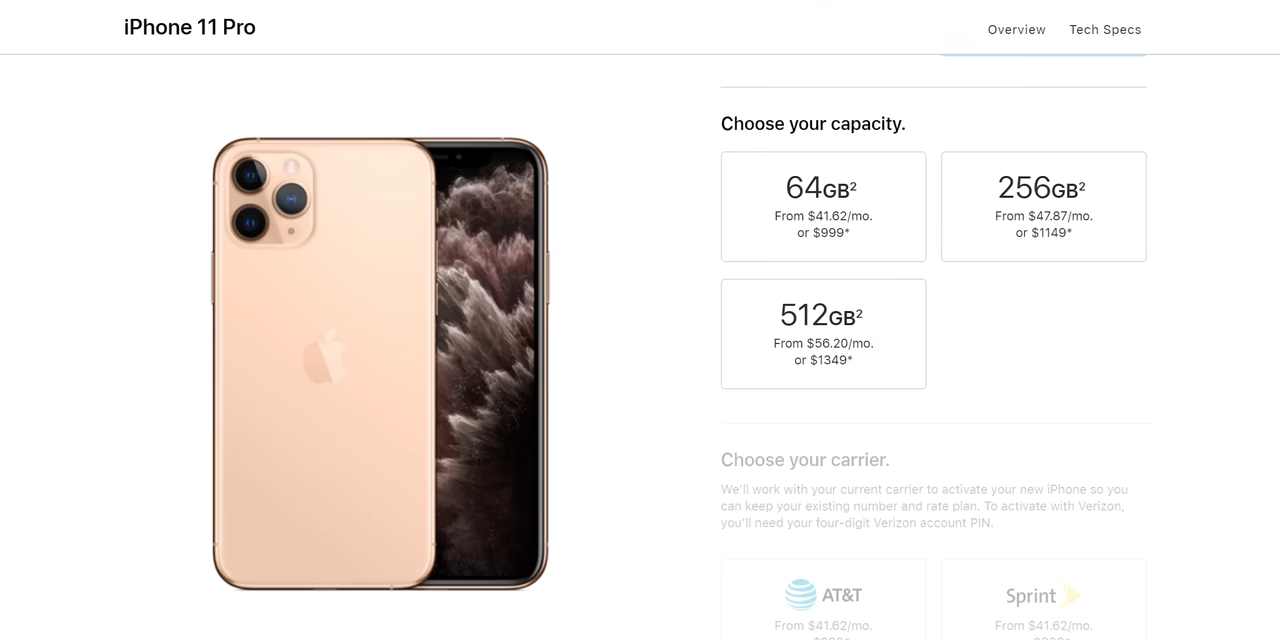 iPhone 11 Pro
Overview
Tech Specs
Choose your capacity.
64GB²
From $41.62/mo.
or $999*
256GB²
From $47.87/mo.
or $1149*
512GB²
From $56.20/mo.
or $1349*
Choose your carrier.
We’ll work with your current carrier to activate your new iPhone so you
can keep your existing number and rate plan. To activate with Verizon,
you’ll need your four-digit Verizon account PIN.
AT&T
From $41.62/mo.
Sprint
From $41.62/mo.